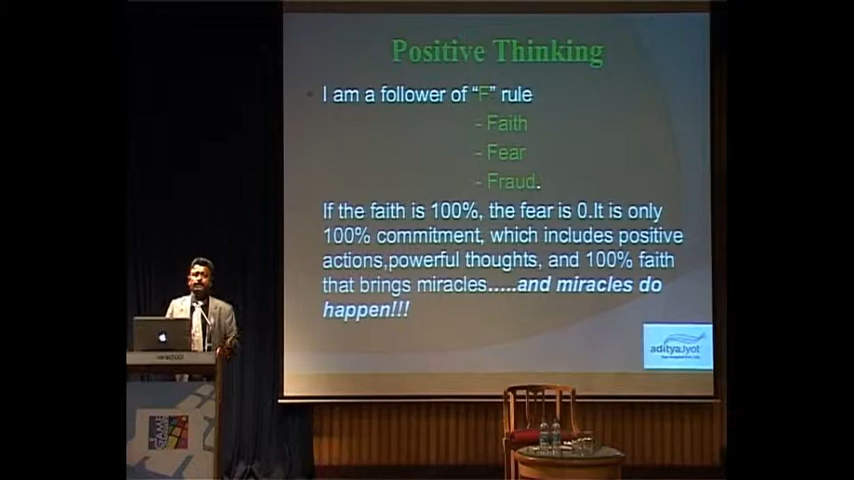 Positive Thinking
I am a follower of “F” rule
- Faith
- Fear
- Fraud.
If the faith is 100%, the fear is 0.It is only
100% commitment, which includes positive
actions,powerful thoughts, and 100% faith
that brings miracles.....and miracles do
happen!!!
adityaJyot